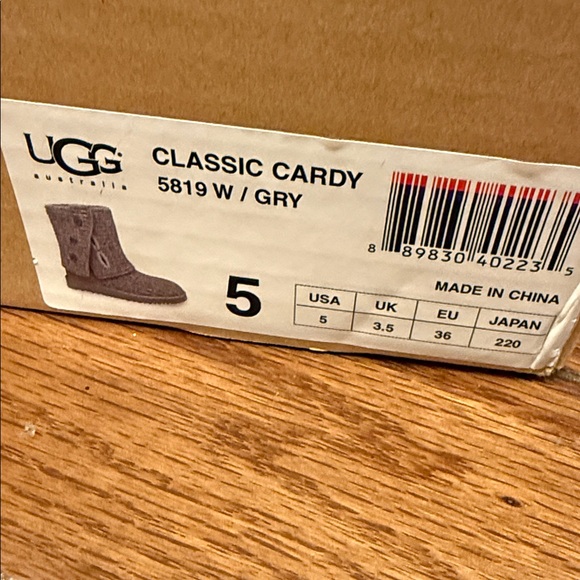 UGG
australia
CLASSIC CARDY
5819 W / GRY
8 89830 40223 5
MADE IN CHINA
5
USA UK EU JAPAN
5 3.5 36 220